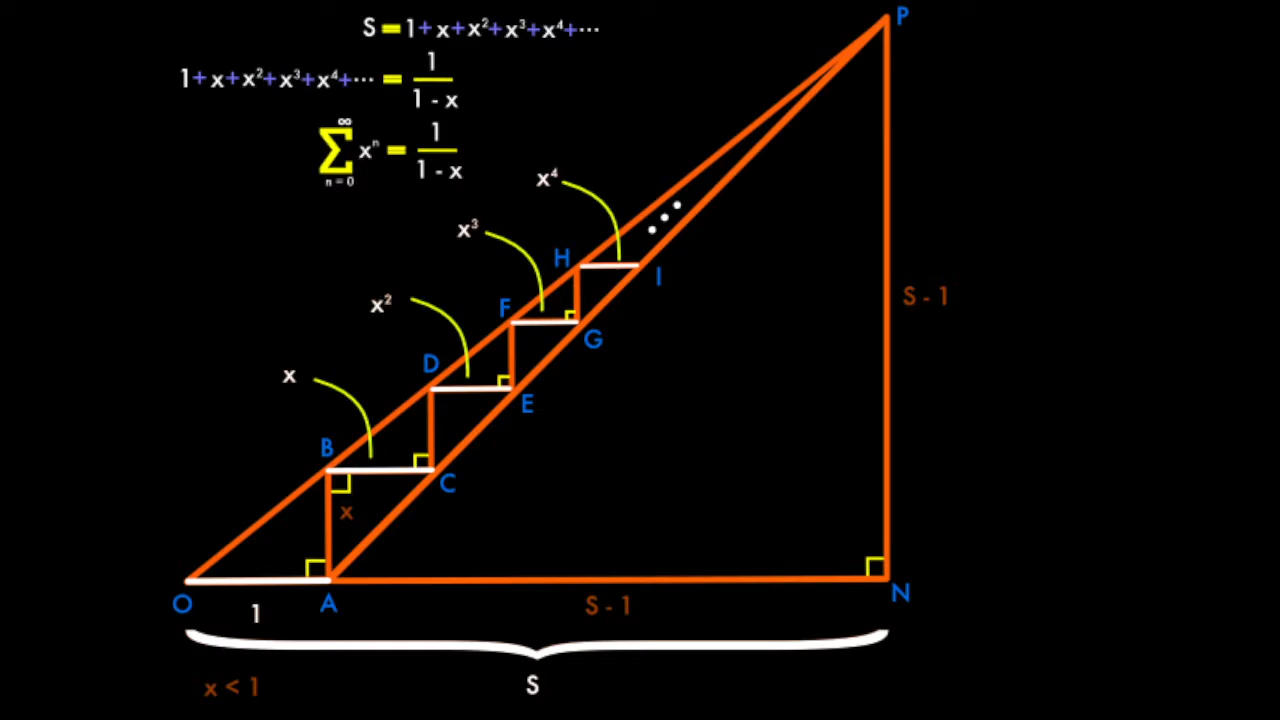 S = 1 + x + x² + x³ + x⁴ + ⋯
1 + x + x² + x³ + x⁴ + ⋯ = 1 / (1 - x)
∞
Σ xⁿ = 1 / (1 - x)
n = 0
P
x⁴
x³
H
I
x²
F
S - 1
G
D
x
E
B
C
x
O
A
N
1
S - 1
x < 1
S